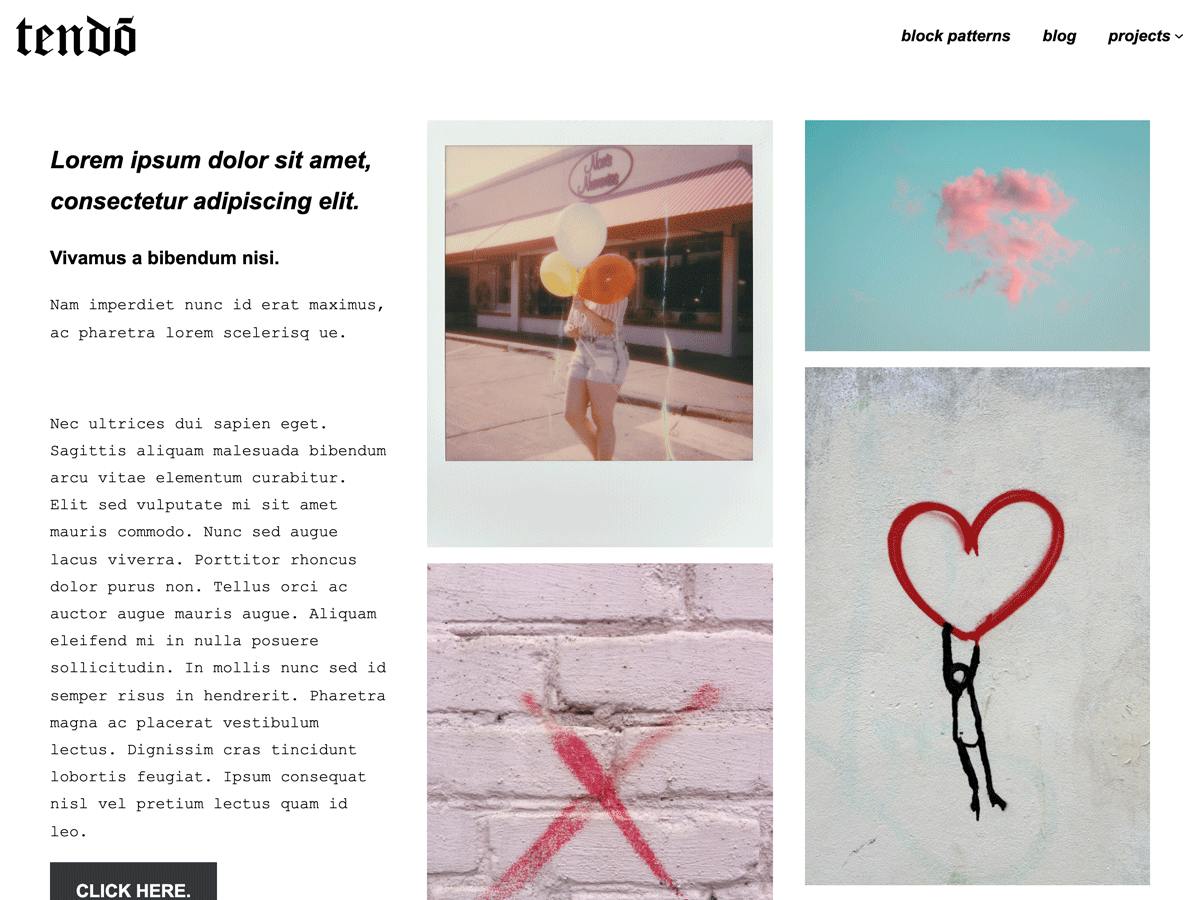 tendō
block patterns blog projects
Lorem ipsum dolor sit amet,
consectetur adipiscing elit.
Vivamus a bibendum nisi.
Nam imperdiet nunc id erat maximus,
ac pharetra lorem scelerisq ue.
Nec ultrices dui sapien eget.
Sagittis aliquam malesuada bibendum
arcu vitae elementum curabitur.
Elit sed vulputate mi sit amet
mauris commodo. Nunc sed augue
lacus viverra. Porttitor rhoncus
dolor purus non. Tellus orci ac
auctor augue mauris augue. Aliquam
eleifend mi in nulla posuere
sollicitudin. In mollis nunc sed id
semper risus in hendrerit. Pharetra
magna ac placerat vestibulum
lectus. Dignissim cras tincidunt
lobortis feugiat. Ipsum consequat
nisl vel pretium lectus quam id
leo.
CLICK HERE.